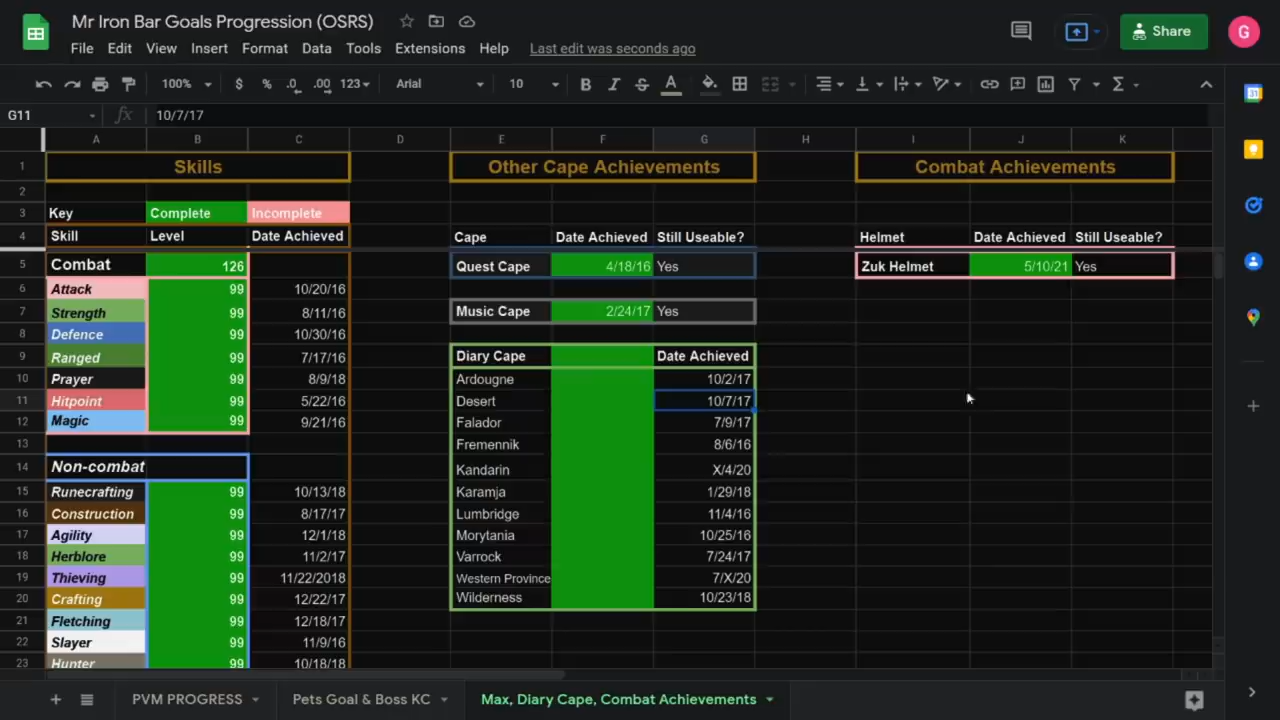 Mr Iron Bar Goals Progression (OSRS)
File Edit View Insert Format Data Tools Extensions Help Last edit was seconds ago
Share
G
100% $ % .0 .00 123 Arial 10 B I S A
G11 fx 10/7/17
A B C D E F G H I J K
1 Skills Other Cape Achievements Combat Achievements
2
3 Key Complete Incomplete
4 Skill Level Date Achieved Cape Date Achieved Still Useable? Helmet Date Achieved Still Useable?
5 Combat 126 Quest Cape 4/18/16 Yes Zuk Helmet 5/10/21 Yes
6 Attack 99 10/20/16
7 Strength 99 8/11/16 Music Cape 2/24/17 Yes
8 Defence 99 10/30/16
9 Ranged 99 7/17/16 Diary Cape Date Achieved
10 Prayer 99 8/9/18 Ardougne 10/2/17
11 Hitpoint 99 5/22/16 Desert 10/7/17
12 Magic 99 9/21/16 Falador 7/9/17
13 Fremennik 8/6/16
14 Non-combat Kandarin X/4/20
15 Runecrafting 99 10/13/18 Karamja 1/29/18
16 Construction 99 8/17/17 Lumbridge 11/4/16
17 Agility 99 12/1/18 Morytania 10/25/16
18 Herblore 99 11/2/17 Varrock 7/24/17
19 Thieving 99 11/22/2018 Western Province 7/X/20
20 Crafting 99 12/22/17 Wilderness 10/23/18
21 Fletching 99 12/18/17
22 Slayer 99 11/9/16
23 Hunter 99 10/18/18
PVM PROGRESS Pets Goal & Boss KC Max, Diary Cape, Combat Achievements